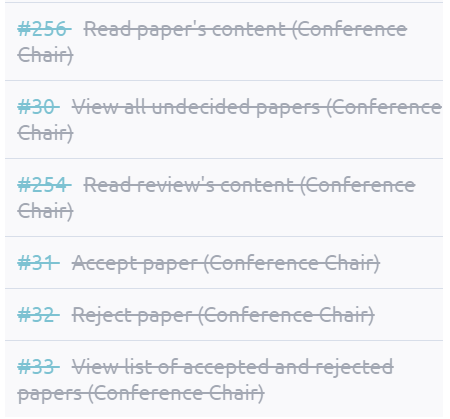 #256 Read paper's content (Conference
Chair)
#30 View all undecided papers (Conference
Chair)
#254 Read review's content (Conference
Chair)
#31 Accept paper (Conference Chair)
#32 Reject paper (Conference Chair)
#33 View list of accepted and rejected
papers (Conference Chair)